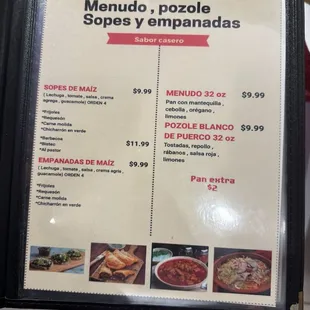 Menudo , pozole
Sopes y empanadas
Sabor casero
SOPES DE MAÍZ $9.99
( Lechuga , tomate , salsa , crema
agrega , guacamole) ORDEN 4
*Frijoles
*Requesón
*Carne molida
*Chicharrón en verde
*Barbacoa
*Bistec $11.99
*Al pastor
EMPANADAS DE MAÍZ $9.99
( Lechuga , tomate , salsa , crema agria ,
guacamole) ORDEN 4
*Frijoles
*Requesón
*Carne molida
*Chicharrón en verde
MENUDO 32 oz $9.99
Pan con mantequilla ,
cebolla , orégano ,
limones
POZOLE BLANCO $9.99
DE PUERCO 32 oz
Tostadas, repollo ,
rábanos , salsa roja ,
limones
Pan extra
$2